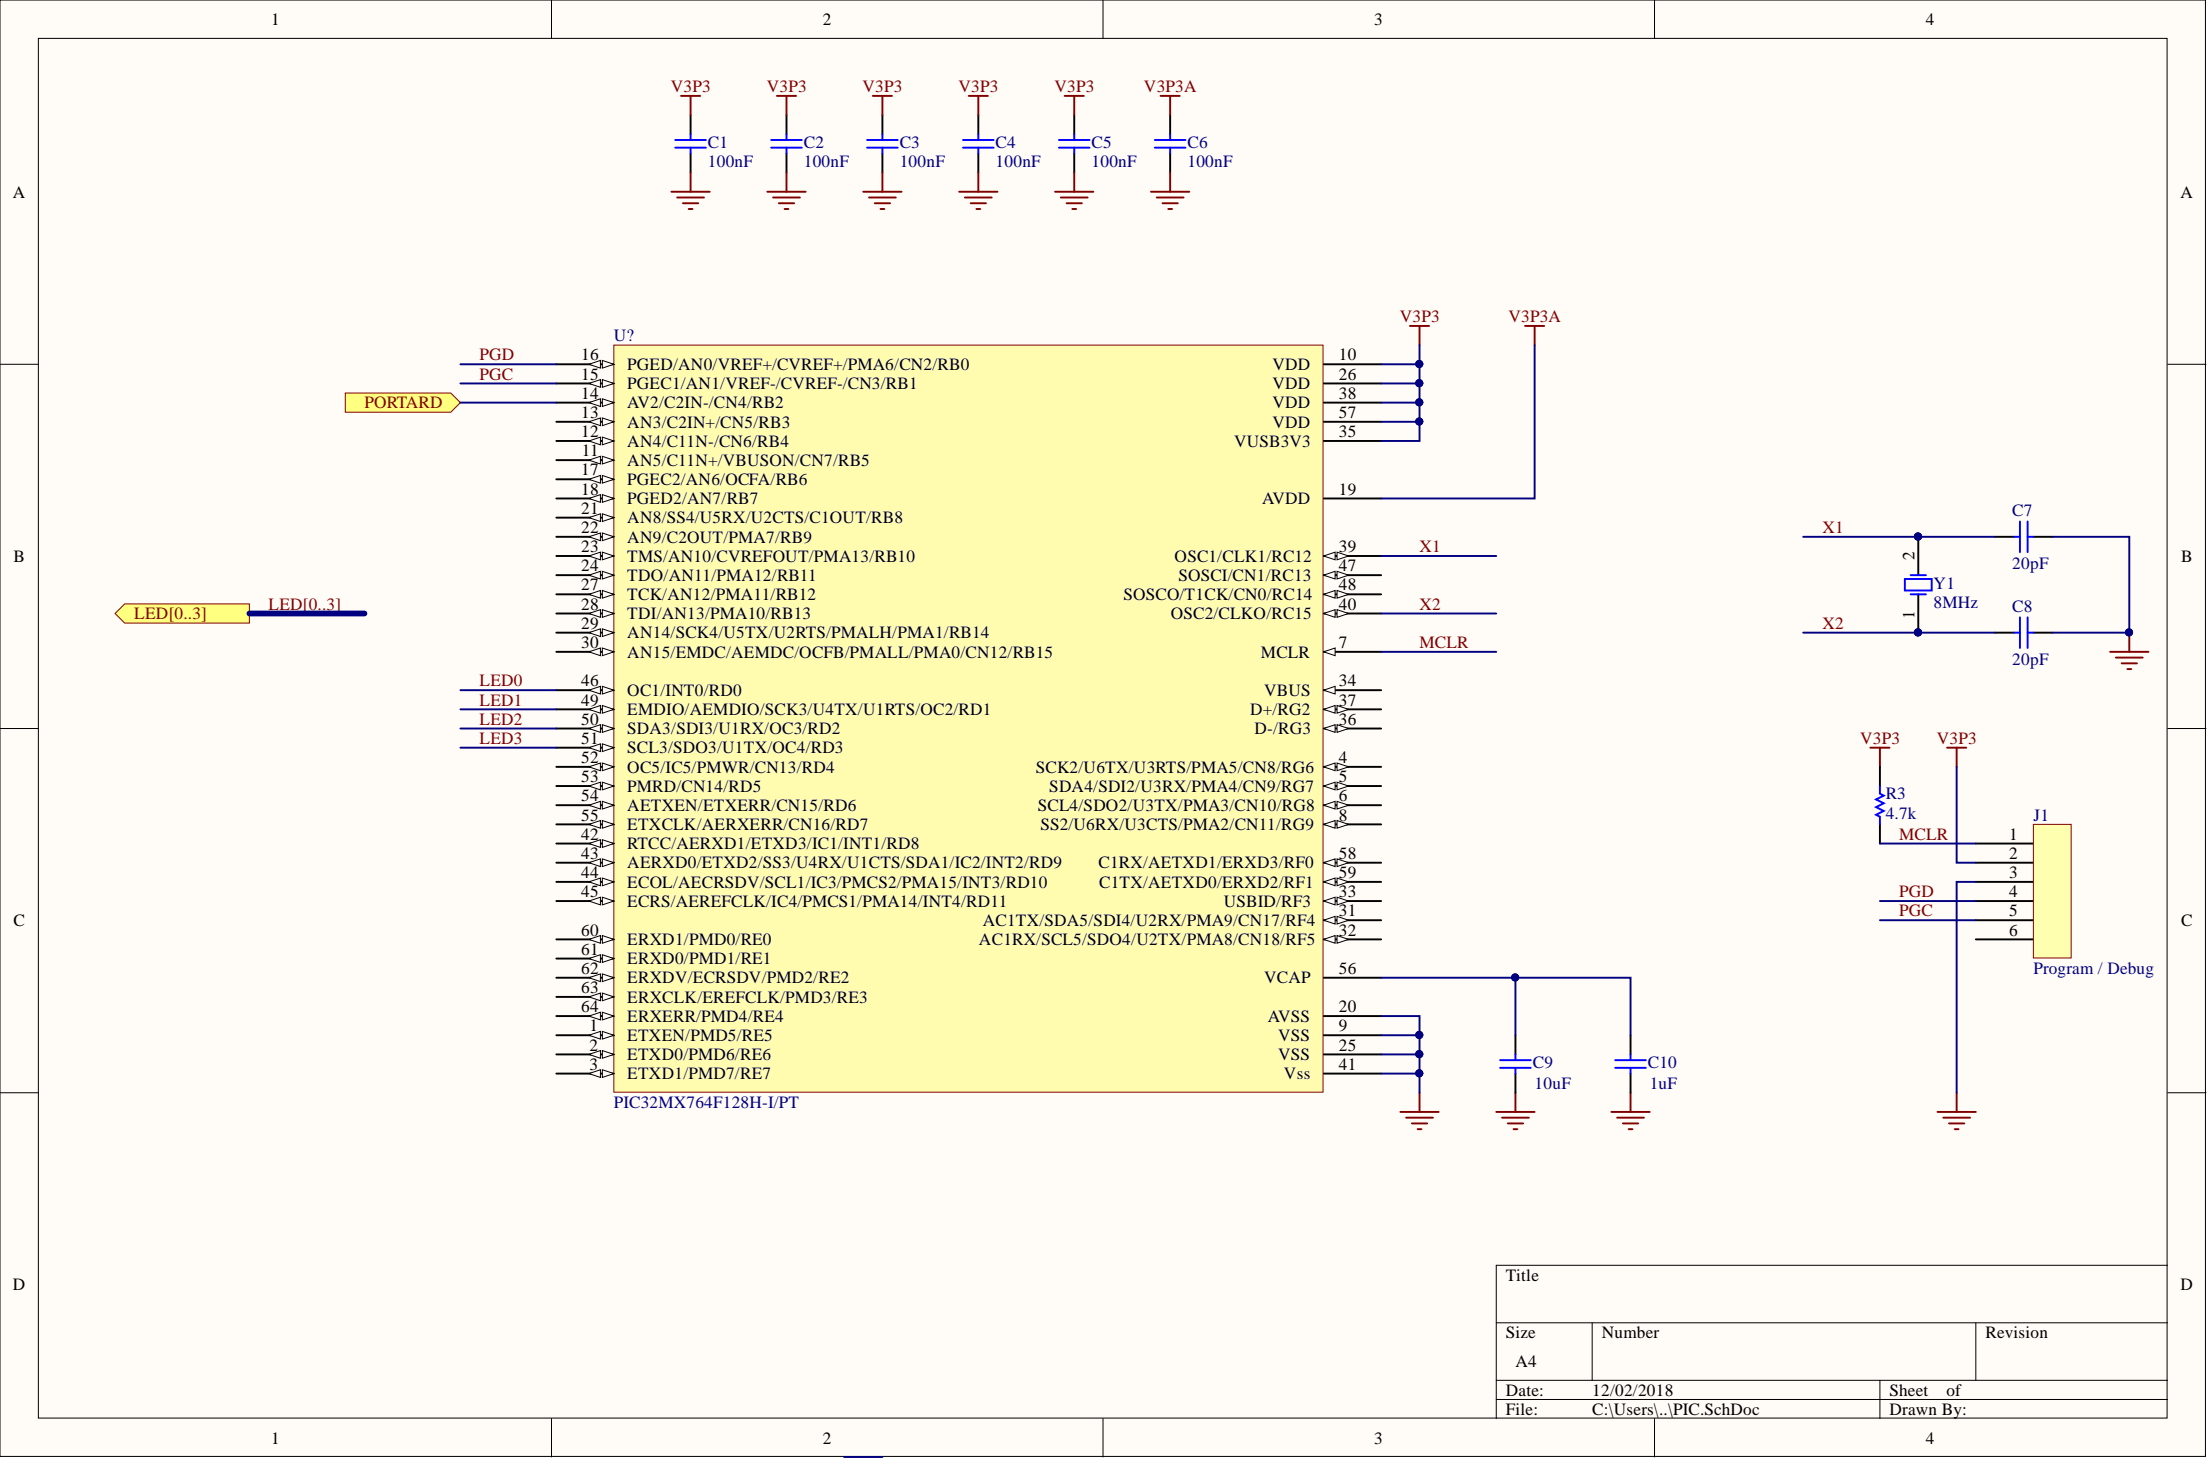 1 2 3 4
A A
B B
C C
D D
V3P3 V3P3 V3P3 V3P3 V3P3 V3P3A
C1 C2 C3 C4 C5 C6
100nF 100nF 100nF 100nF 100nF 100nF
U?
PGD 16 PGED/AN0/VREF+/CVREF+/PMA6/CN2/RB0
PGC 15 PGEC1/AN1/VREF-/CVREF-/CN3/RB1
PORTARD 14 AV2/C2IN-/CN4/RB2
13 AN3/C2IN+/CN5/RB3
12 AN4/C11N-/CN6/RB4
11 AN5/C11N+/VBUSON/CN7/RB5
17 PGEC2/AN6/OCFA/RB6
18 PGED2/AN7/RB7
21 AN8/SS4/U5RX/U2CTS/C1OUT/RB8
22 AN9/C2OUT/PMA7/RB9
23 TMS/AN10/CVREFOUT/PMA13/RB10
24 TDO/AN11/PMA12/RB11
27 TCK/AN12/PMA11/RB12
28 TDI/AN13/PMA10/RB13
29 AN14/SCK4/U5TX/U2RTS/PMALH/PMA1/RB14
30 AN15/EMDC/AEMDC/OCFB/PMALL/PMA0/CN12/RB15
LED[0..3] LED[0..3]
LED0 46 OC1/INT0/RD0
LED1 49 EMDIO/AEMDIO/SCK3/U4TX/U1RTS/OC2/RD1
LED2 50 SDA3/SDI3/U1RX/OC3/RD2
LED3 51 SCL3/SDO3/U1TX/OC4/RD3
52 OC5/IC5/PMWR/CN13/RD4
53 PMRD/CN14/RD5
54 AETXEN/ETXERR/CN15/RD6
55 ETXCLK/AERXERR/CN16/RD7
42 RTCC/AERXD1/ETXD3/IC1/INT1/RD8
43 AERXD0/ETXD2/SS3/U4RX/U1CTS/SDA1/IC2/INT2/RD9
44 ECOL/AECRSDV/SCL1/IC3/PMCS2/PMA15/INT3/RD10
45 ECRS/AEREFCLK/IC4/PMCS1/PMA14/INT4/RD11
60 ERXD1/PMD0/RE0
61 ERXD0/PMD1/RE1
62 ERXDV/ECRSDV/PMD2/RE2
63 ERXCLK/EREFCLK/PMD3/RE3
64 ERXERR/PMD4/RE4
1 ETXEN/PMD5/RE5
2 ETXD0/PMD6/RE6
3 ETXD1/PMD7/RE7
PIC32MX764F128H-I/PT
V3P3 V3P3A
VDD 10
VDD 26
VDD 38
VDD 57
VUSB3V3 35
AVDD 19
OSC1/CLK1/RC12 39 X1
SOSCI/CN1/RC13 47
SOSCO/T1CK/CN0/RC14 48
OSC2/CLKO/RC15 40 X2
MCLR 7 MCLR
VBUS 34
D+/RG2 37
D-/RG3 36
SCK2/U6TX/U3RTS/PMA5/CN8/RG6 4
SDA4/SDI2/U3RX/PMA4/CN9/RG7 5
SCL4/SDO2/U3TX/PMA3/CN10/RG8 6
SS2/U6RX/U3CTS/PMA2/CN11/RG9 8
C1RX/AETXD1/ERXD3/RF0 58
C1TX/AETXD0/ERXD2/RF1 59
USBID/RF3 33
AC1TX/SDA5/SDI4/U2RX/PMA9/CN17/RF4 31
AC1RX/SCL5/SDO4/U2TX/PMA8/CN18/RF5 32
VCAP 56
AVSS 20
VSS 9
VSS 25
Vss 41
C9 C10
10uF 1uF
X1 C7
20pF
2
Y1
8MHz
1
X2 C8
20pF
V3P3 V3P3
R3
4.7k
J1
MCLR 1
2
3
PGD 4
PGC 5
6
Program / Debug
Title
Size Number Revision
A4
Date: 12/02/2018 Sheet of
File: C:\Users\..\PIC.SchDoc Drawn By:
1 2 3 4